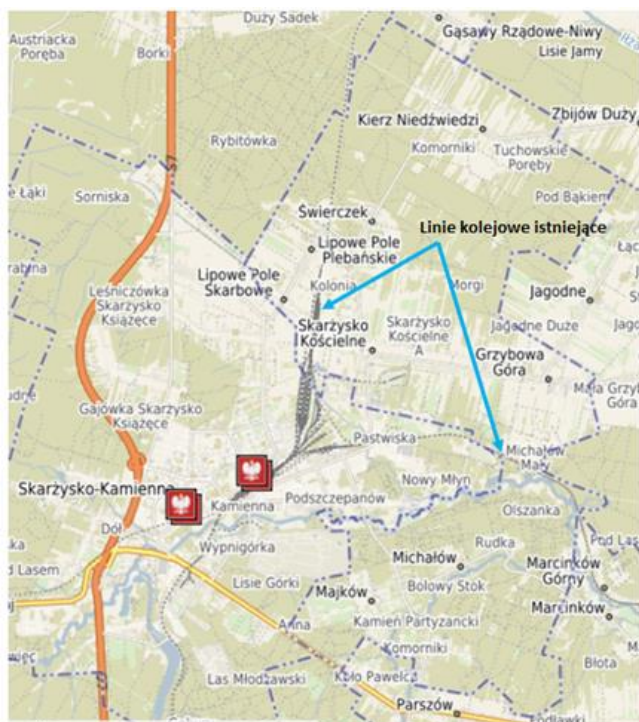 Duży Sadek
Gąsawy Rządowe-Niwy
Lisie Jamy
Austriacka
Poręba
Borki
Kierz Niedźwiedzi
Zbijów Duży
Rybitówka
Komorniki
Tuchowskie
Poręby
S7
e Łąki
Sorniska
Pod Bąkiem
Świerczek
Linie kolejowe istniejące
Lipowe Pole
Plebańskie
Lipowe Pole
Skarbowe
Kolonia
Morgi
Jagodne
Leśniczówka
Skarżysko
Książęce
Skarżysko
Kościelne
Skarżysko
Kościelne
A
Jagodne Duże
Grzybowa
Góra
Mała Grzy
Góra
Gajówka Skarżysko
Książęce
Pastwiska
Michałów
Mały
Skarżysko-Kamienna
Nowy Młyn
Kamienna
Podszczepanów
Olszanka
Dół
Wypnigórka
Rudka
Pod Las
d Lasem
Michałów
Marcinków
Górny
Lisie Górki
Bolowy Stok
Majków
Marcinków
Anna
Kamień Partyzancki
Komorniki
Błota
Las Młodzawski
Koło Pawelca
Parszów